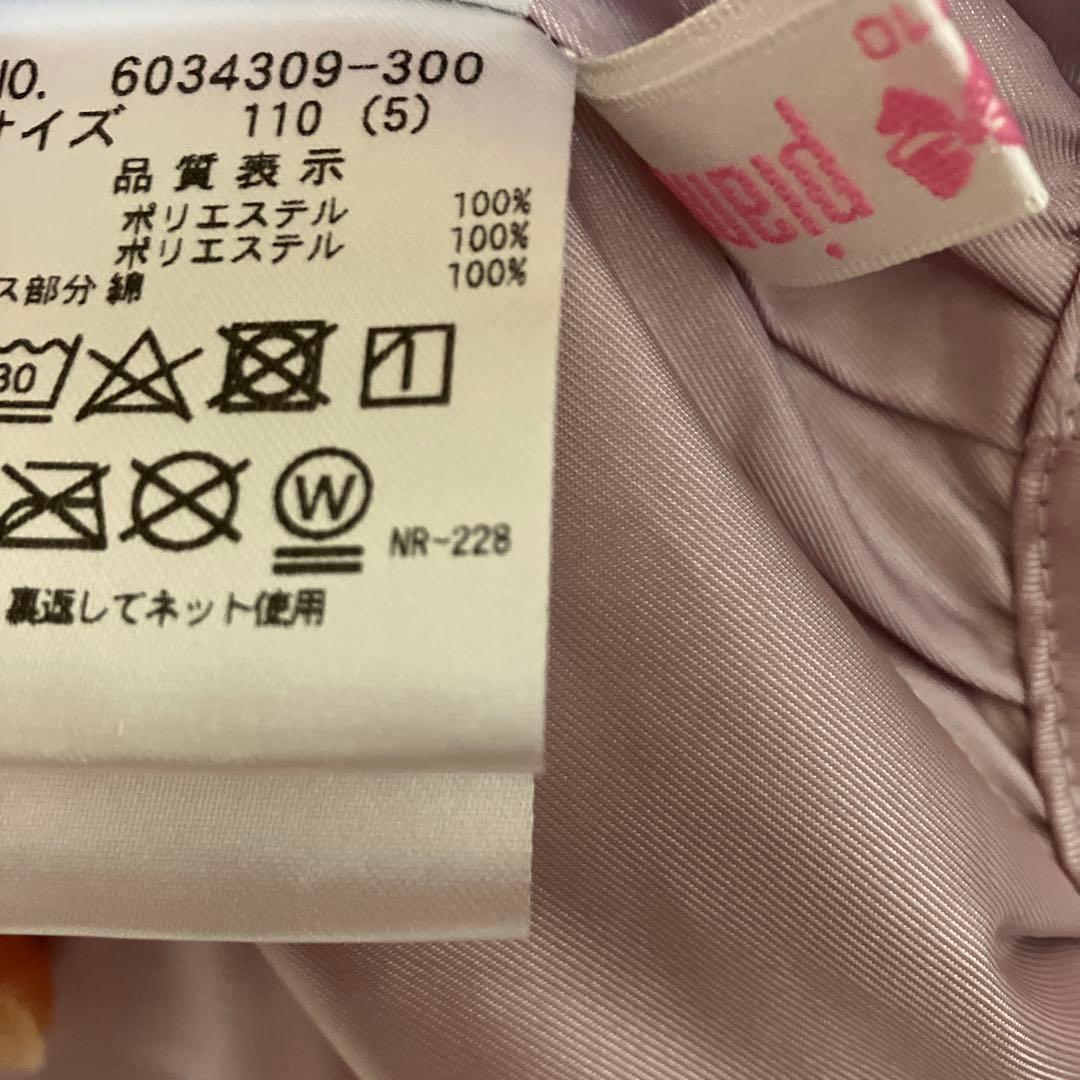 NO. 6034309-300
サイズ 110 (5)
品質表示
ポリエステル 100%
ポリエステル 100%
ス部分 綿 100%
30
W
NR-228
裏返してネット使用
pian
10